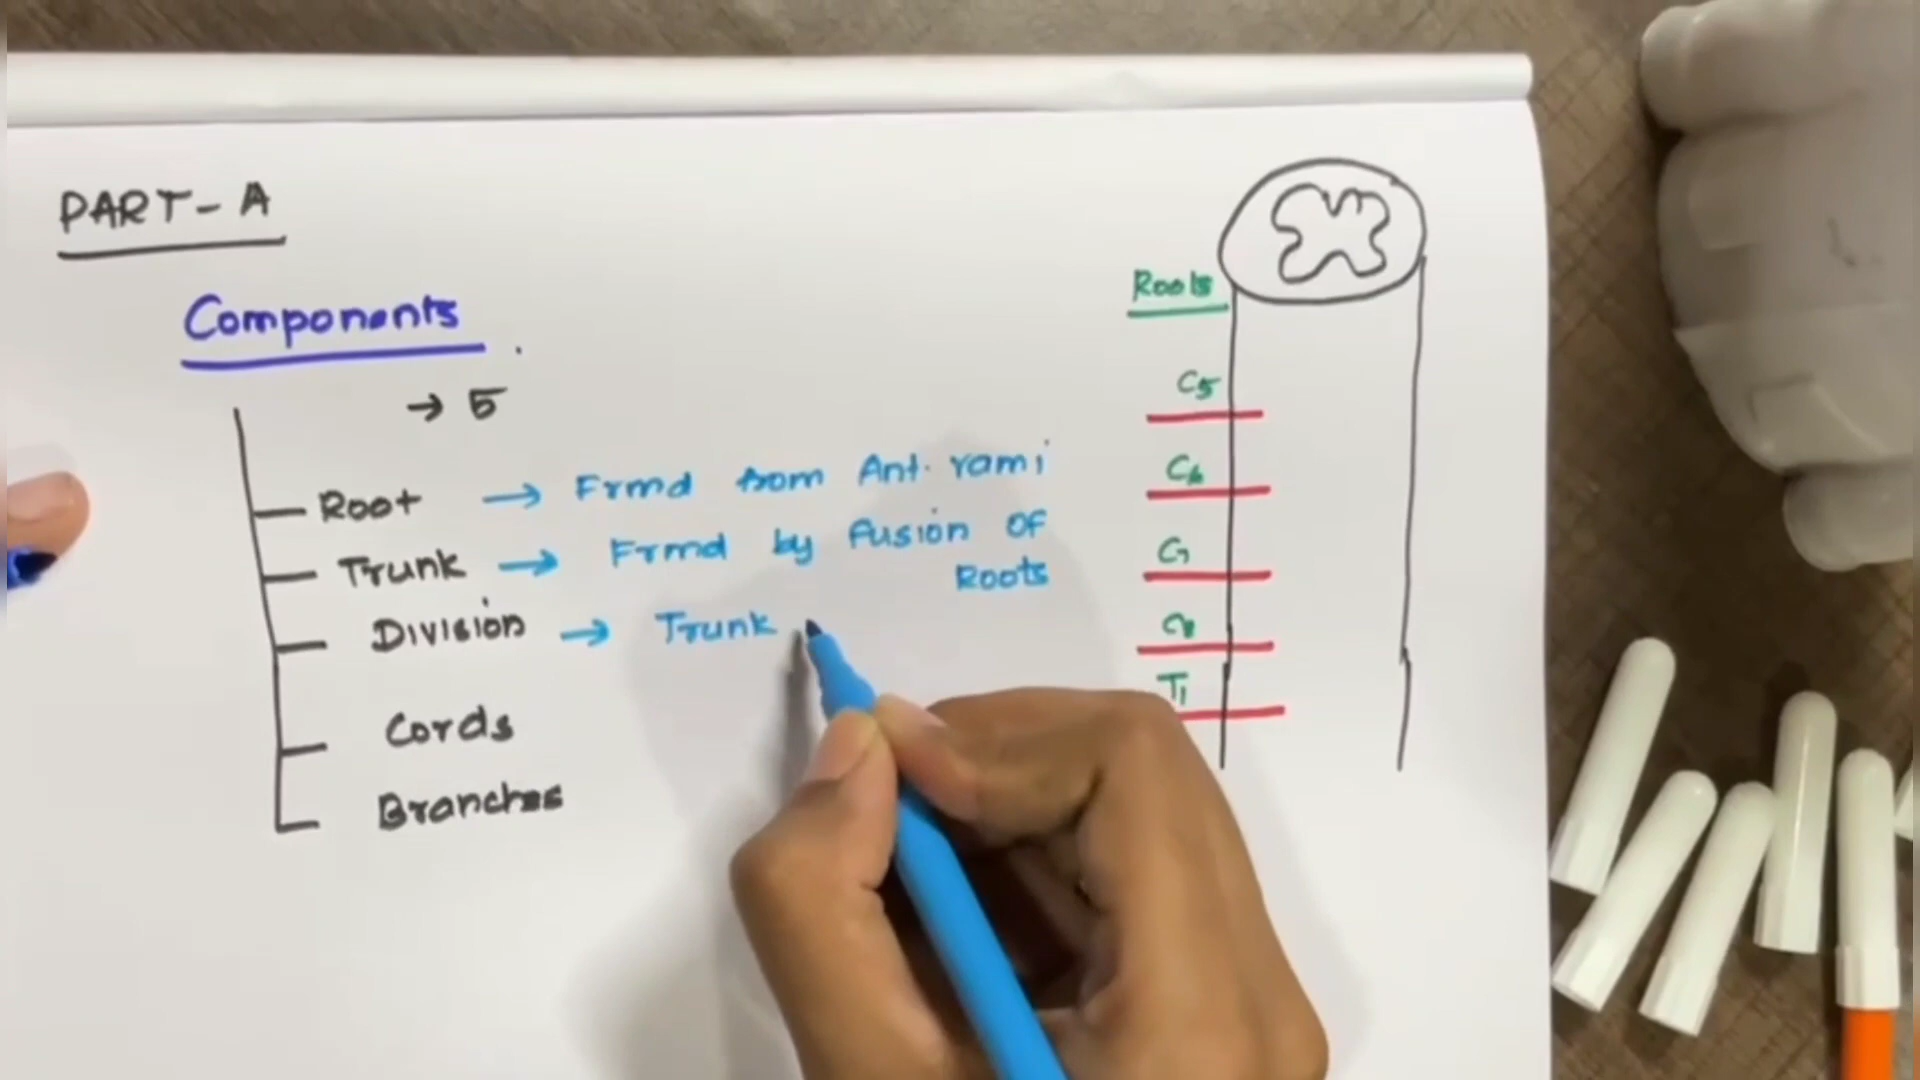 PART - A
Components
→ 5
Root → Frmd from Ant. rami
Trunk → Frmd by fusion of
Roots
Division → Trunk
Cords
Branches
Roots
C5
C6
C7
C8
T1